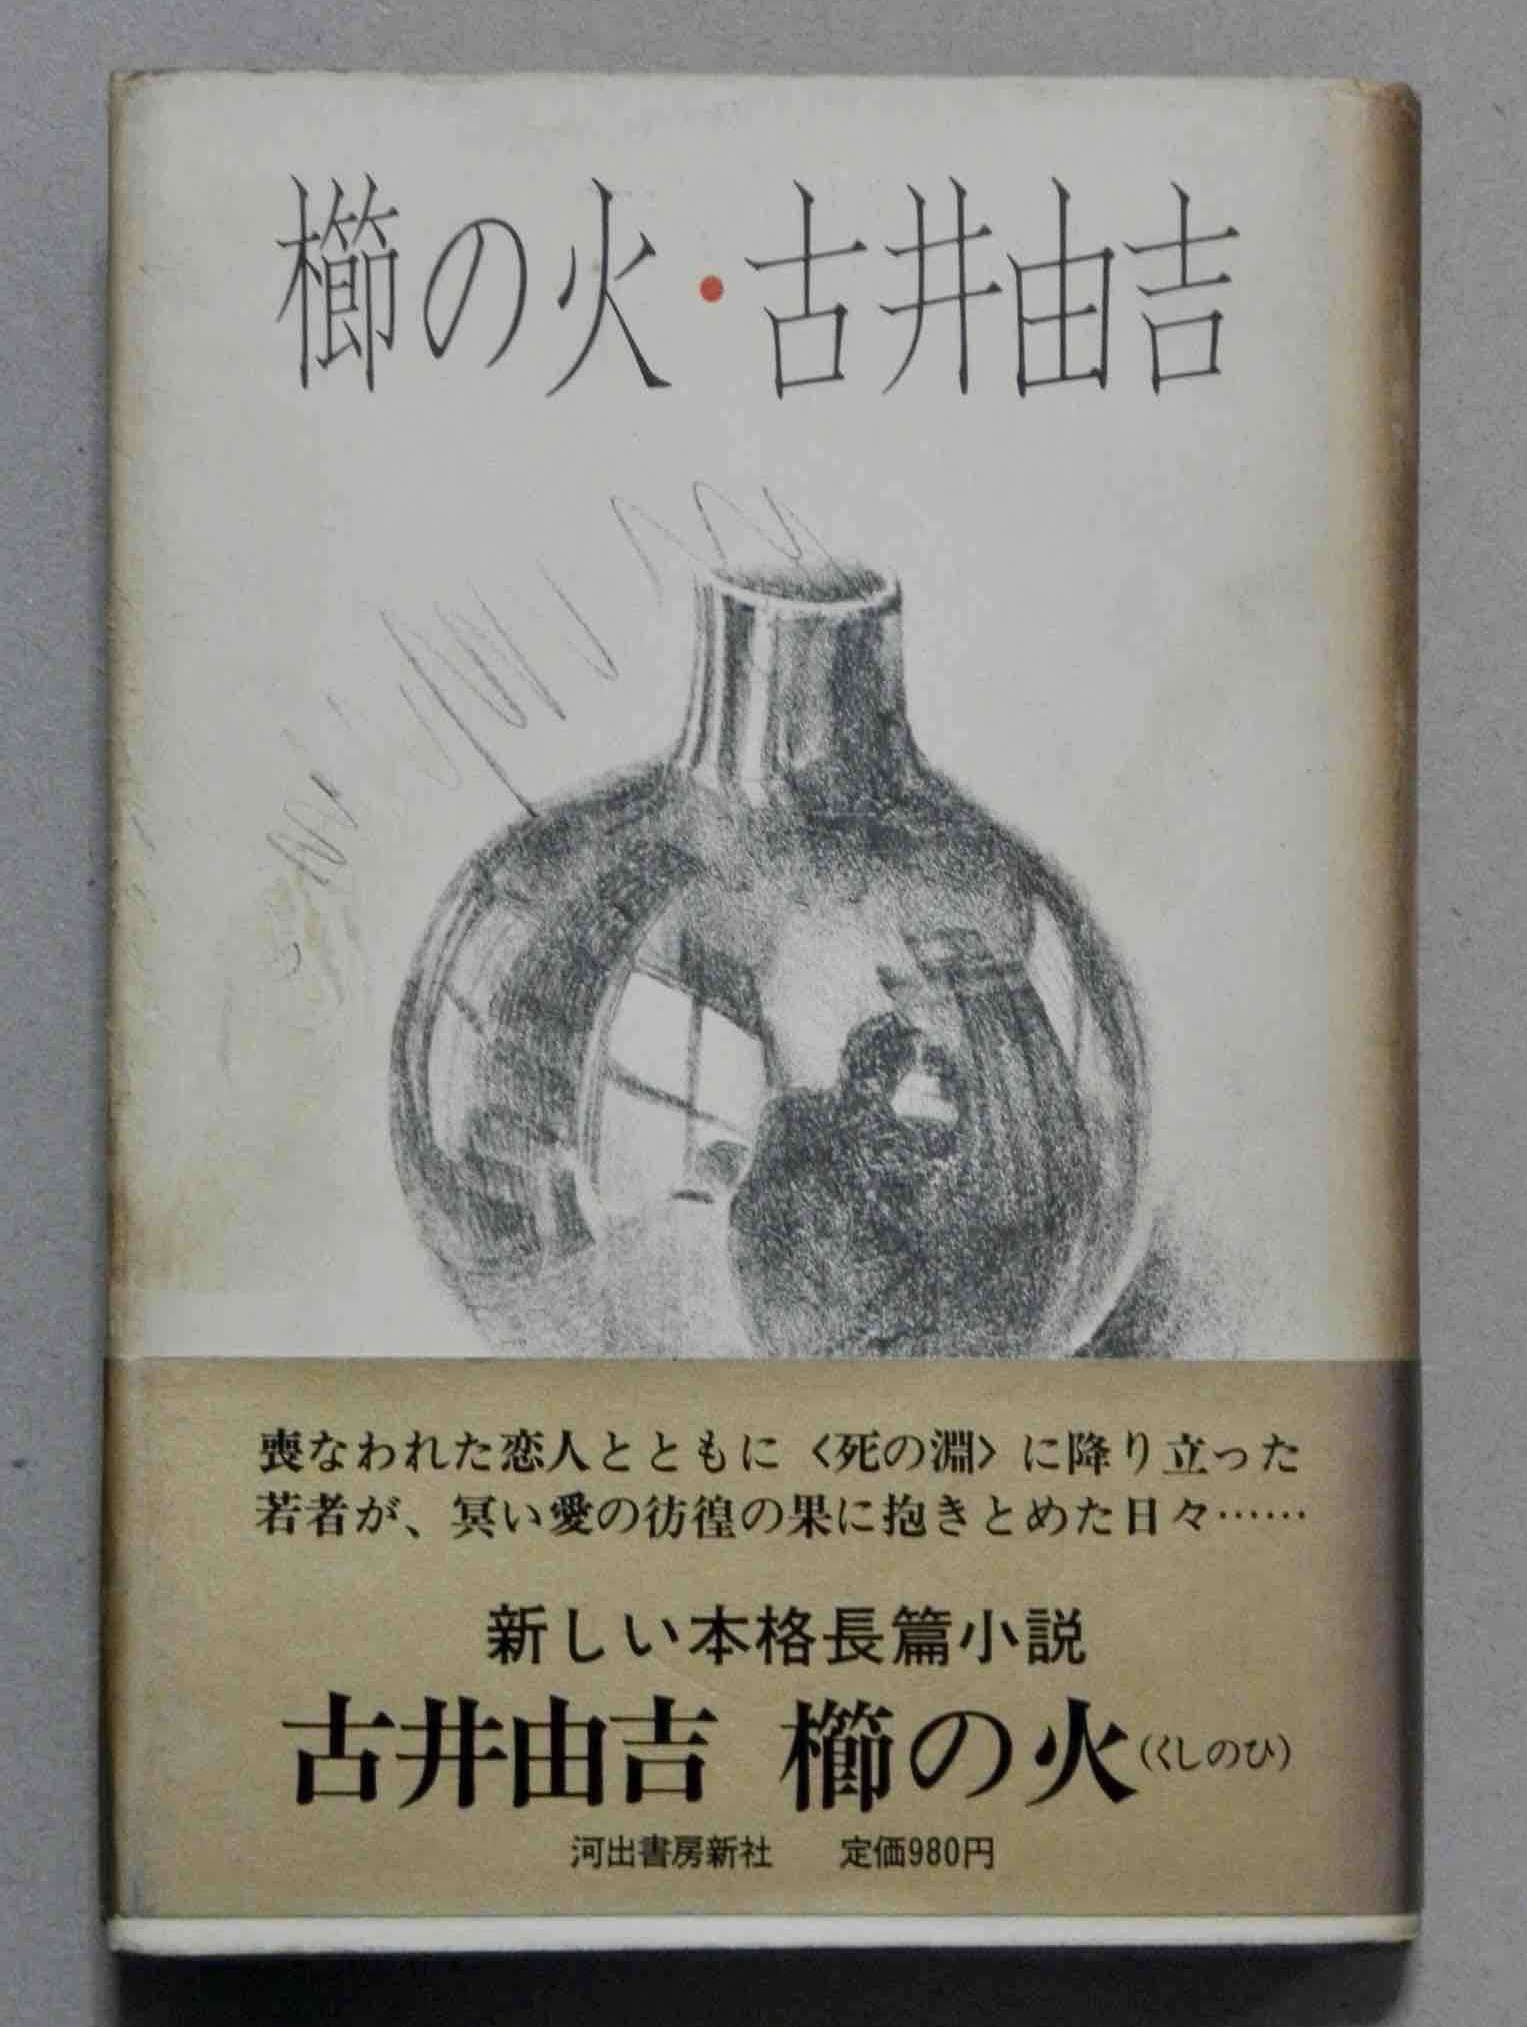 櫛の火・古井由吉
喪なわれた恋人とともに〈死の淵〉に降り立った
若者が、冥い愛の彷徨の果に抱きとめた日々……
新しい本格長篇小説
古井由吉 櫛の火(くしのひ)
河出書房新社 定価980円